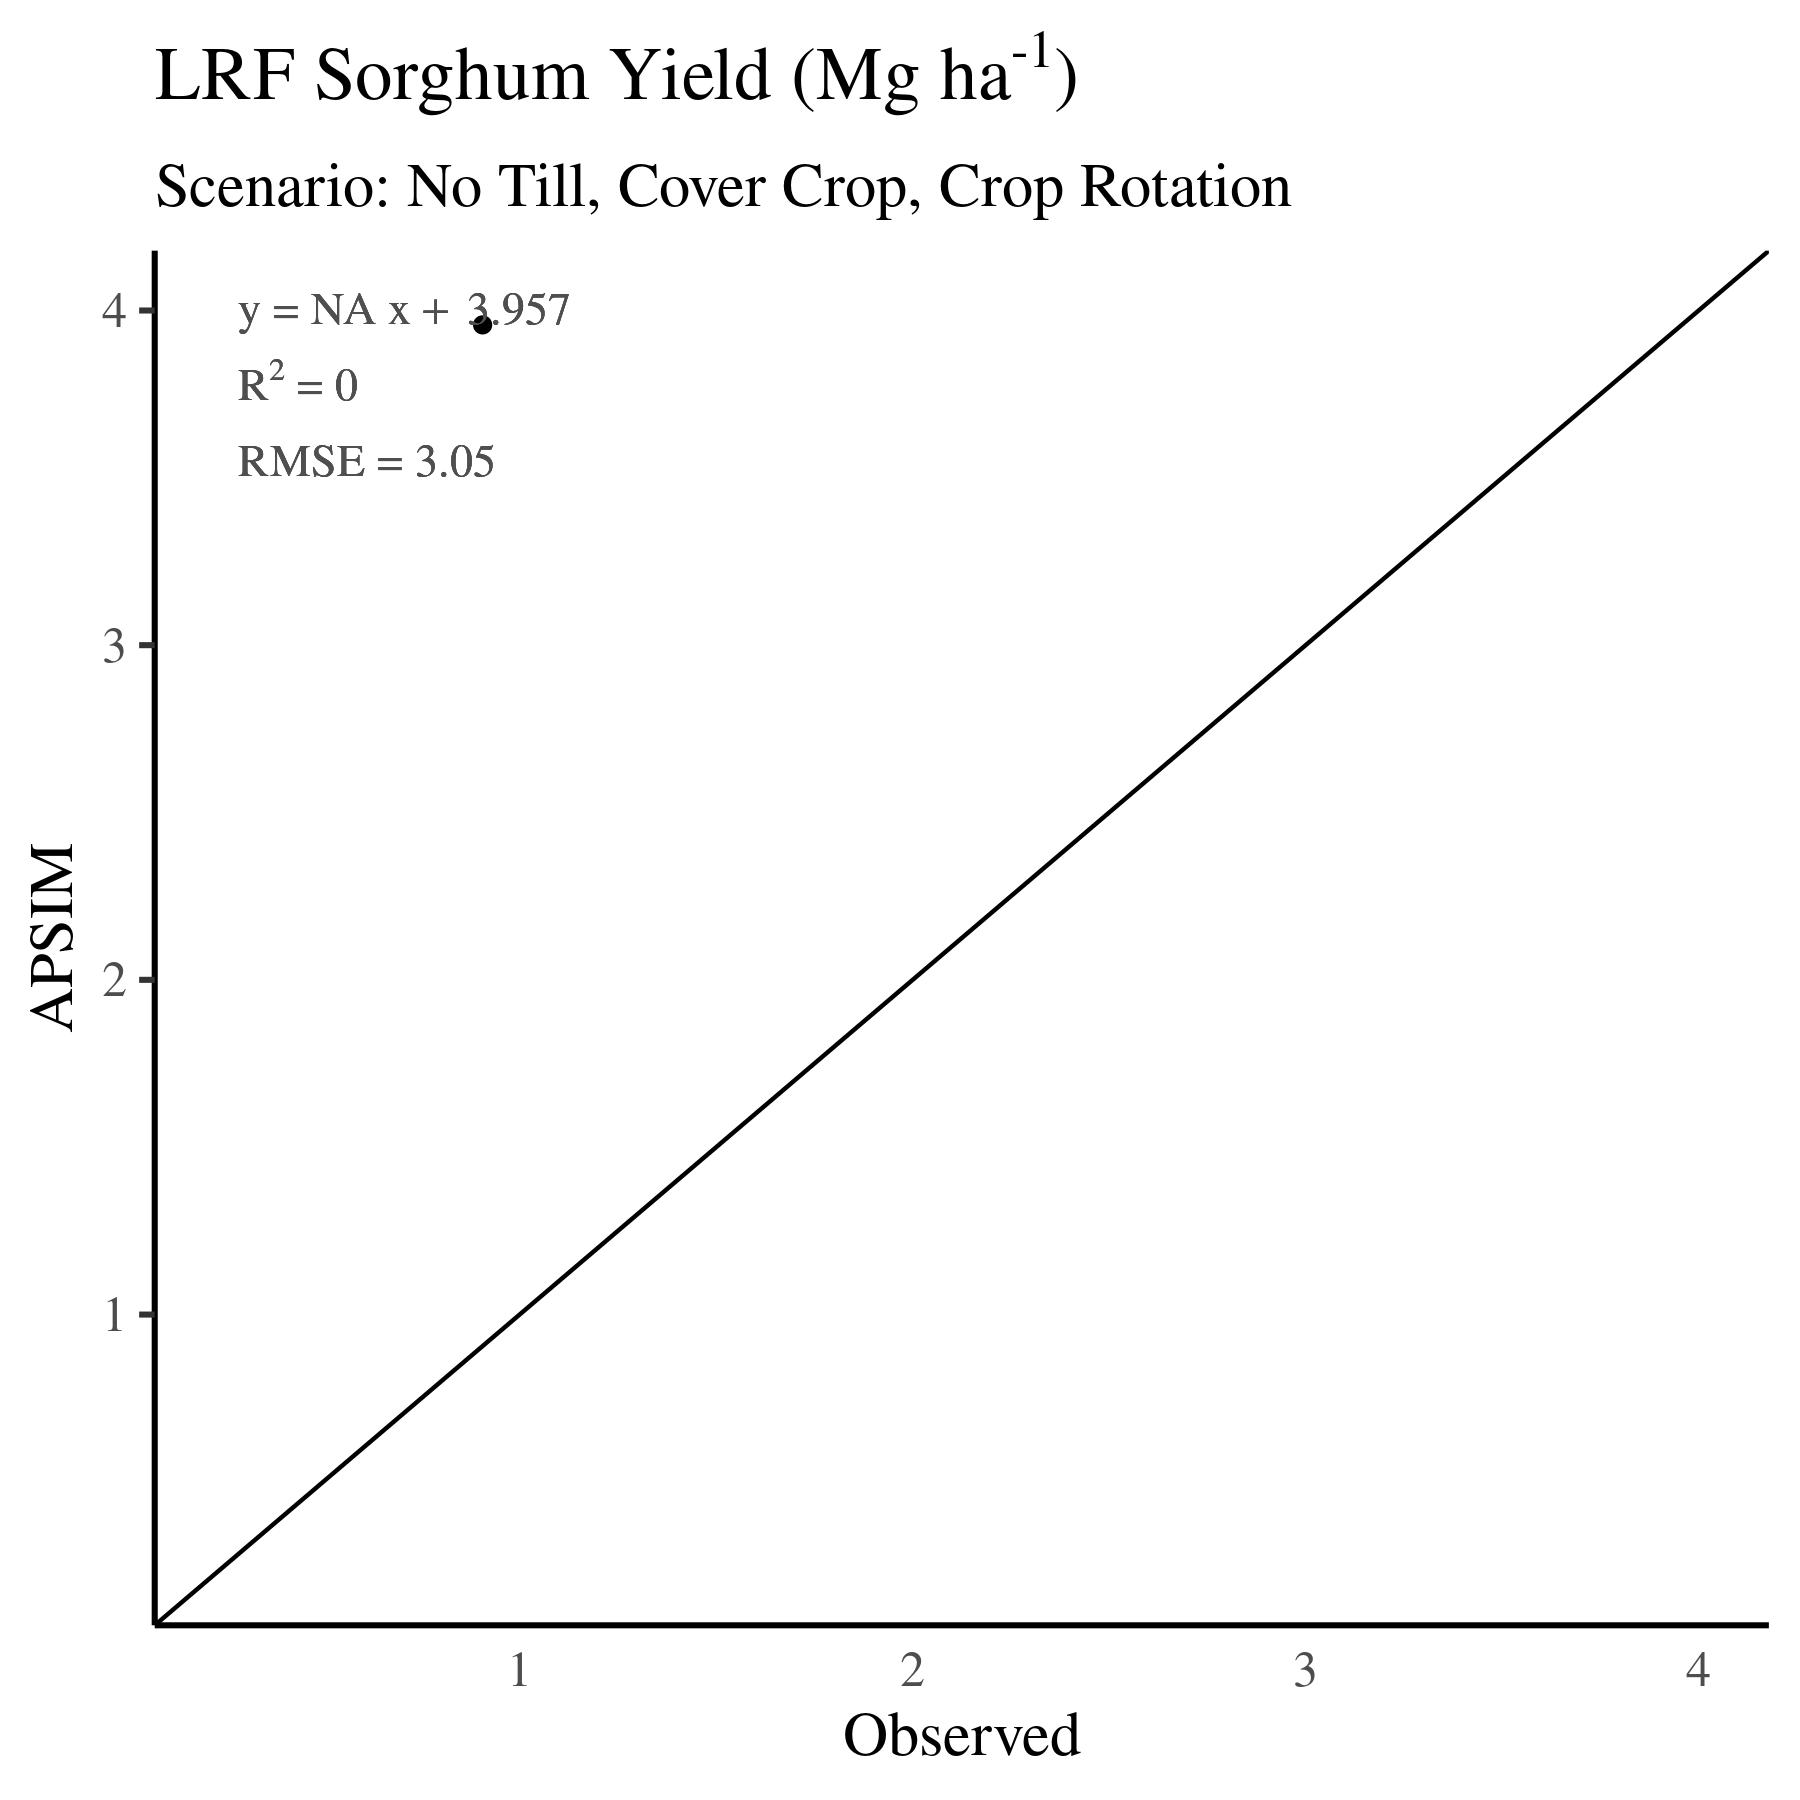 LRF Sorghum Yield (Mg ha⁻¹)
Scenario: No Till, Cover Crop, Crop Rotation
y = NA x + 3.957
R² = 0
RMSE = 3.05
4
3
2
1
APSIM
1 2 3 4
Observed